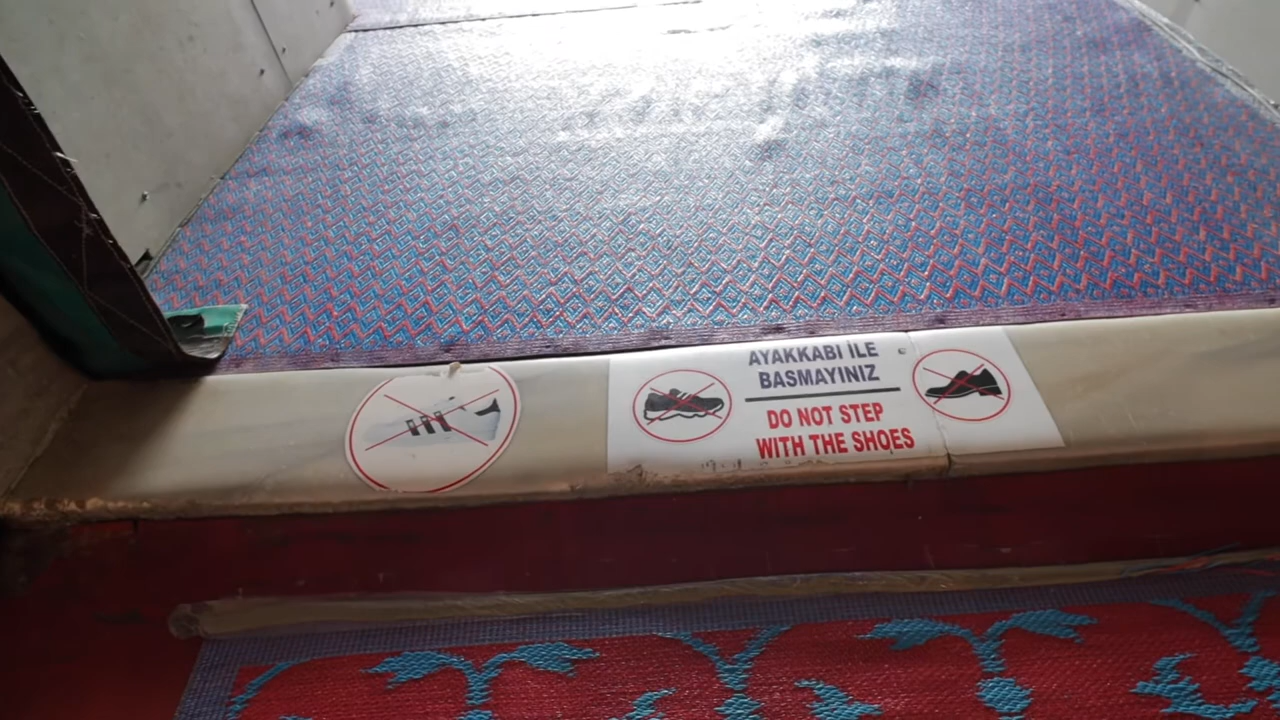 AYAKKABI İLE
BASMAYINIZ
DO NOT STEP
WITH THE SHOES